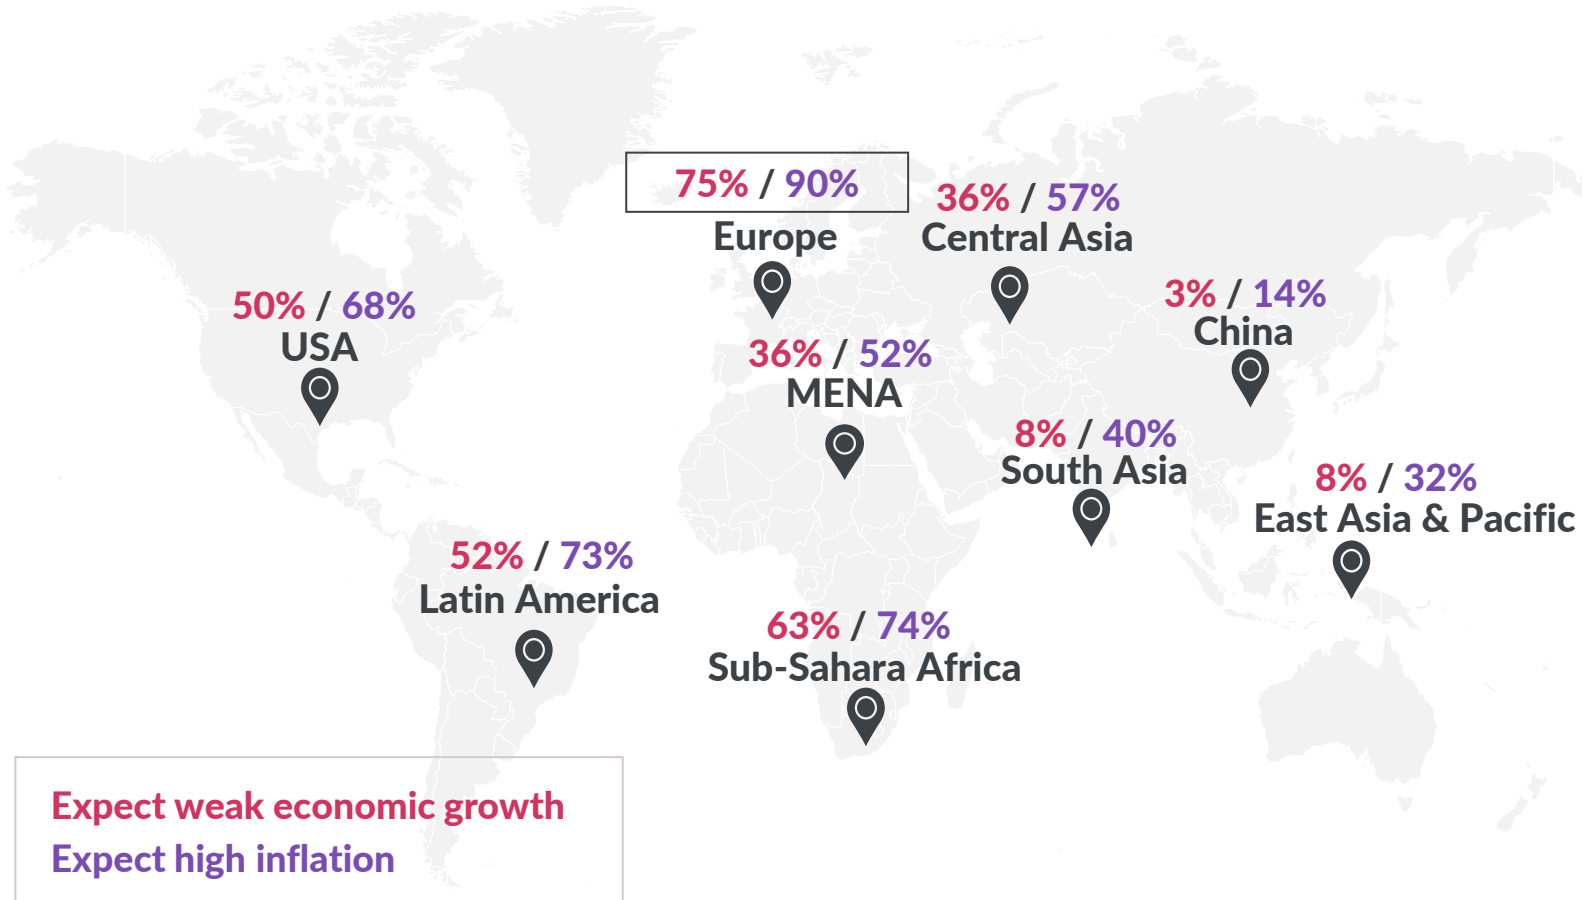 75% / 90%
Europe
36% / 57%
Central Asia
50% / 68%
USA
3% / 14%
China
36% / 52%
MENA
8% / 40%
South Asia
8% / 32%
East Asia & Pacific
52% / 73%
Latin America
63% / 74%
Sub-Sahara Africa
Expect weak economic growth
Expect high inflation